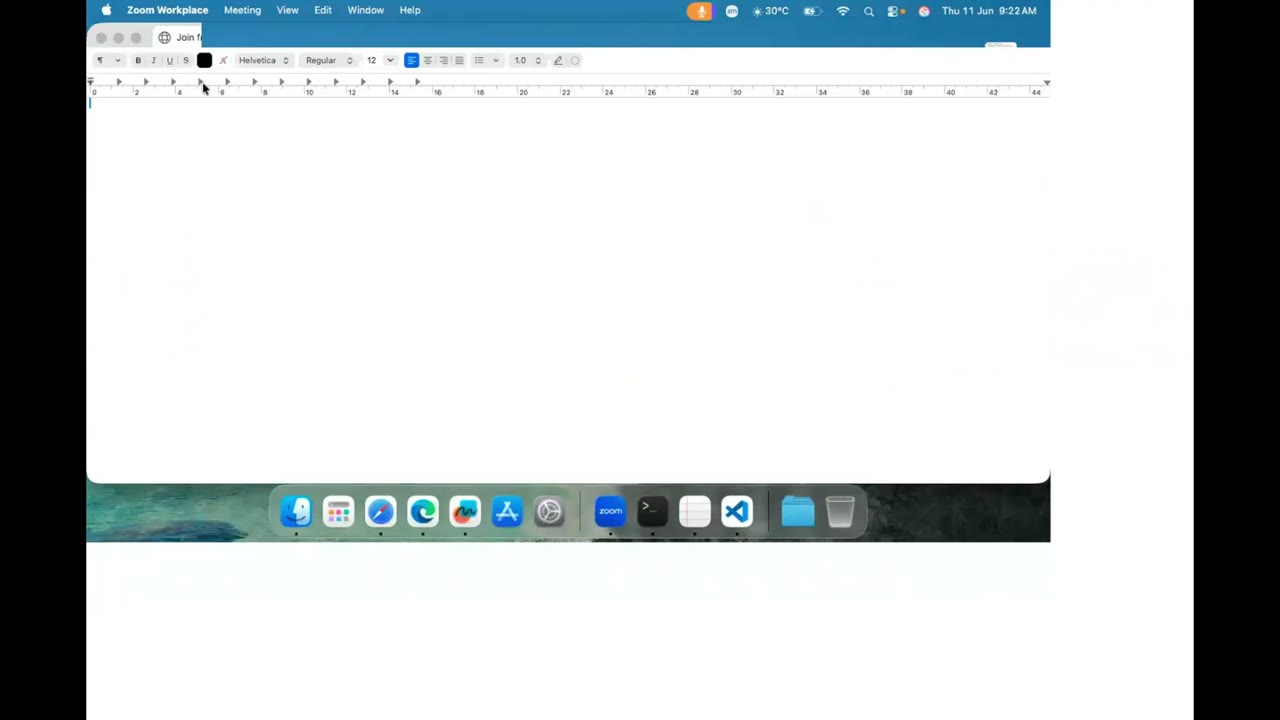 Zoom Workplace Meeting View Edit Window Help zm 30°C Thu 11 Jun 9:22 AM
Join
¶ B I U S Helvetica Regular 12 1.0
0 2 4 6 8 10 12 14 16 18 20 22 24 26 28 30 32 34 36 38 40 42 44
zoom >_